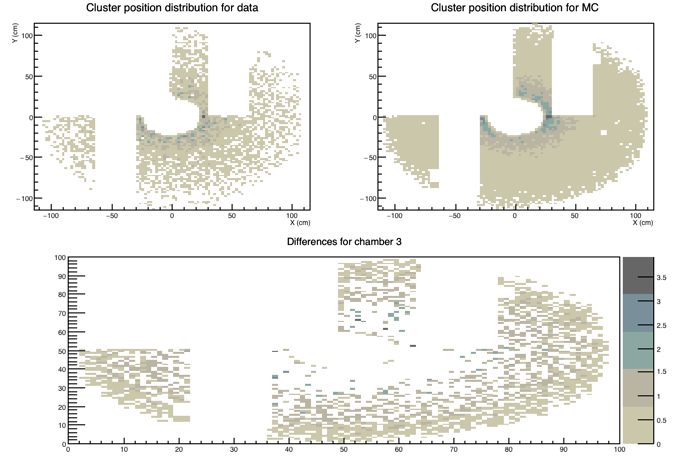 Cluster position distribution for data
Y (cm)
100
50
0
−50
−100
−100 −50 0 50 100
X (cm)
Cluster position distribution for MC
Y (cm)
100
50
0
−50
−100
−100 −50 0 50 100
X (cm)
Differences for chamber 3
100
90
80
70
60
50
40
30
20
10
0
0 10 20 30 40 50 60 70 80 90 100
3.5
3
2.5
2
1.5
1
0.5
0